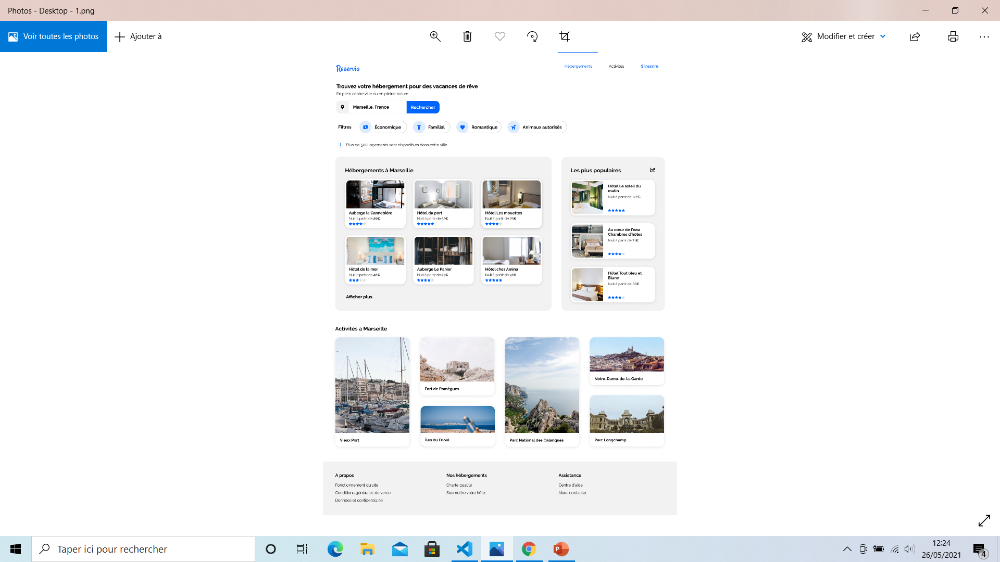 Photos - Desktop - 1.png
Voir toutes les photos
Ajouter à
Modifier et créer
Reservia
Hébergements
Activités
S'inscrire
Trouvez votre hébergement pour des vacances de rêve
En plein centre ville ou en pleine nature
Marseille, France
Rechercher
Filtres
Économique
Familial
Romantique
Animaux autorisés
Plus de 500 logements sont disponibles dans cette ville
Hébergements à Marseille
Auberge la Cannebière
Nuit à partir de 25€
Hôtel du port
Nuit à partir de 52€
Hôtel Les mouettes
Nuit à partir de 76€
Hôtel de la mer
Nuit à partir de 46€
Auberge Le Panier
Nuit à partir de 23€
Hôtel chez Amina
Nuit à partir de 96€
Afficher plus
Les plus populaires
Hôtel Le soleil du
matin
Nuit à partir de 128€
Au cœur de l'eau
Chambres d'hôtes
Nuit à partir de 71€
Hôtel Tout bleu et
Blanc
Nuit à partir de 68€
Activités à Marseille
Vieux Port
Fort de Pomègues
Îles du Frioul
Parc National des Calanques
Notre-Dame-de-la-Garde
Parc Longchamp
A propos
Fonctionnement du site
Conditions générales de vente
Données et confidentialité
Nos hébergements
Charte qualité
Soumettre votre hôtel
Assistance
Centre d'aide
Nous contacter
Taper ici pour rechercher
12:24
26/05/2021
4